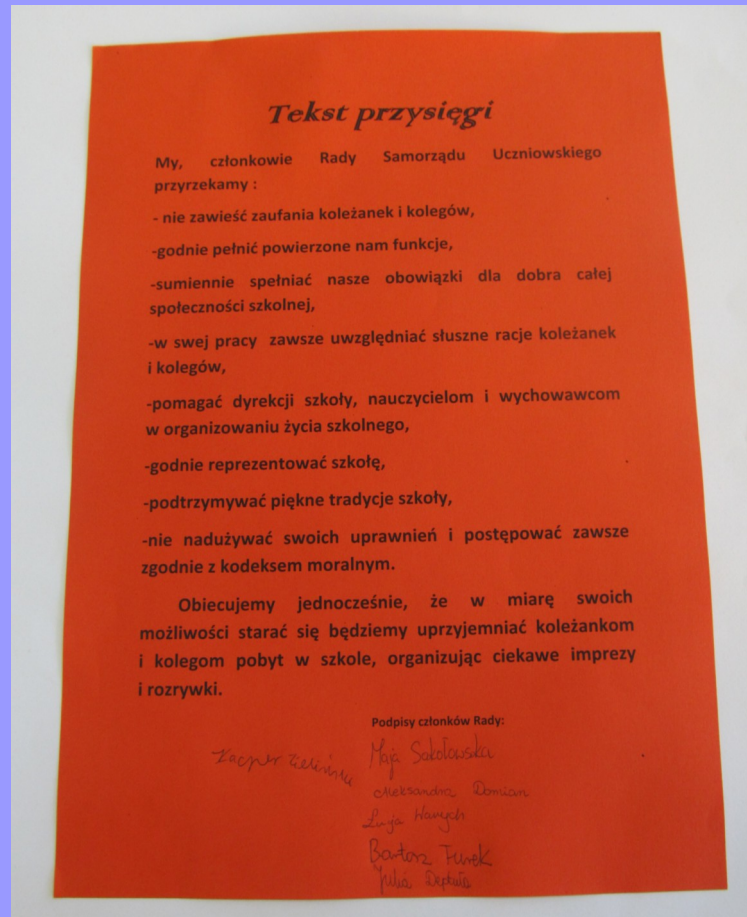 Tekst przysięgi
My, członkowie Rady Samorządu Uczniowskiego
przyrzekamy :
- nie zawieść zaufania koleżanek i kolegów,
-godnie pełnić powierzone nam funkcje,
-sumiennie spełniać nasze obowiązki dla dobra całej
społeczności szkolnej,
-w swej pracy zawsze uwzględniać słuszne racje koleżanek
i kolegów,
-pomagać dyrekcji szkoły, nauczycielom i wychowawcom
w organizowaniu życia szkolnego,
-godnie reprezentować szkołę,
-podtrzymywać piękne tradycje szkoły,
-nie nadużywać swoich uprawnień i postępować zawsze
zgodnie z kodeksem moralnym.
Obiecujemy jednocześnie, że w miarę swoich
możliwości starać się będziemy uprzyjemniać koleżankom
i kolegom pobyt w szkole, organizując ciekawe imprezy
i rozrywki.
Podpisy członków Rady:
Kacper Zieliński
Maja Sokołowska
Aleksandra Domian
Łucja
Bartosz Turek
Julia Deptuła